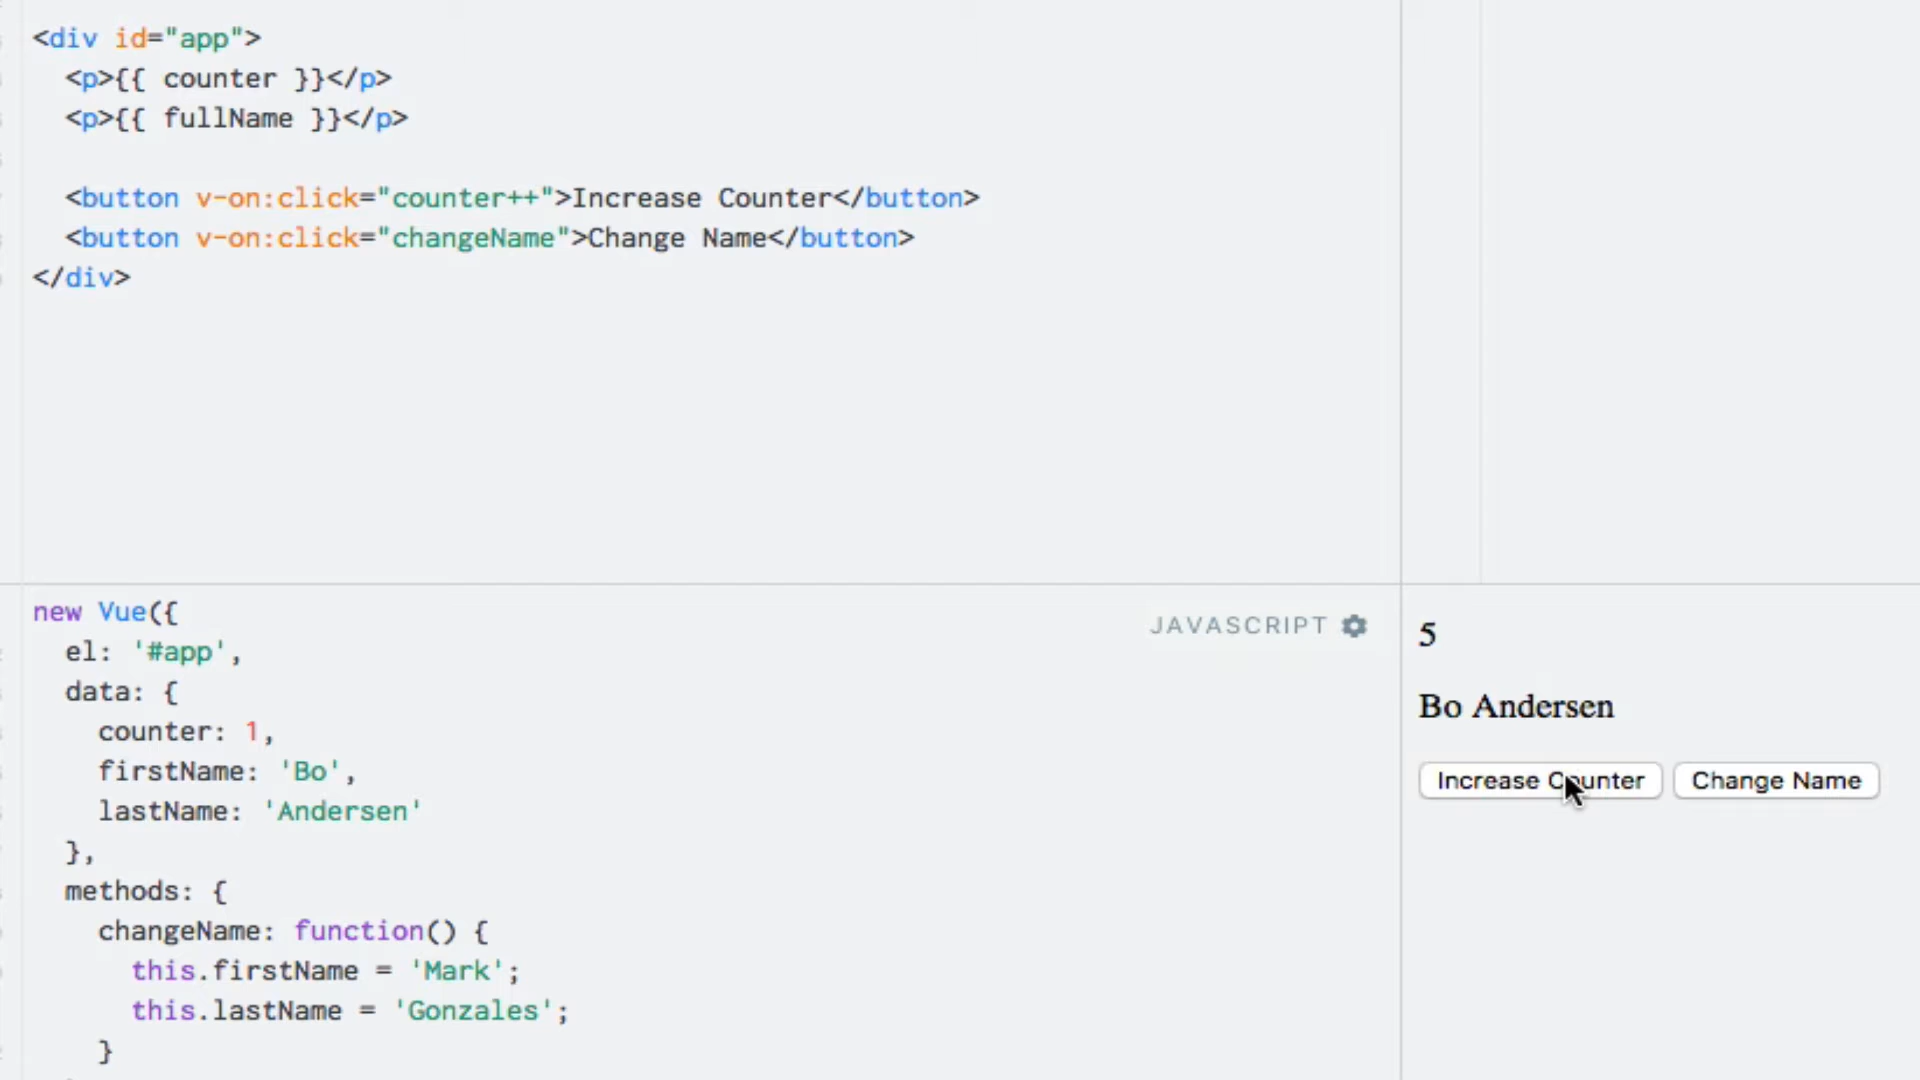 <div id="app">
<p>{{ counter }}</p>
<p>{{ fullName }}</p>
<button v-on:click="counter++">Increase Counter</button>
<button v-on:click="changeName">Change Name</button>
</div>
new Vue({
JAVASCRIPT
el: '#app',
data: {
counter: 1,
firstName: 'Bo',
lastName: 'Andersen'
},
methods: {
changeName: function() {
this.firstName = 'Mark';
this.lastName = 'Gonzales';
}
5
Bo Andersen
Increase Counter
Change Name